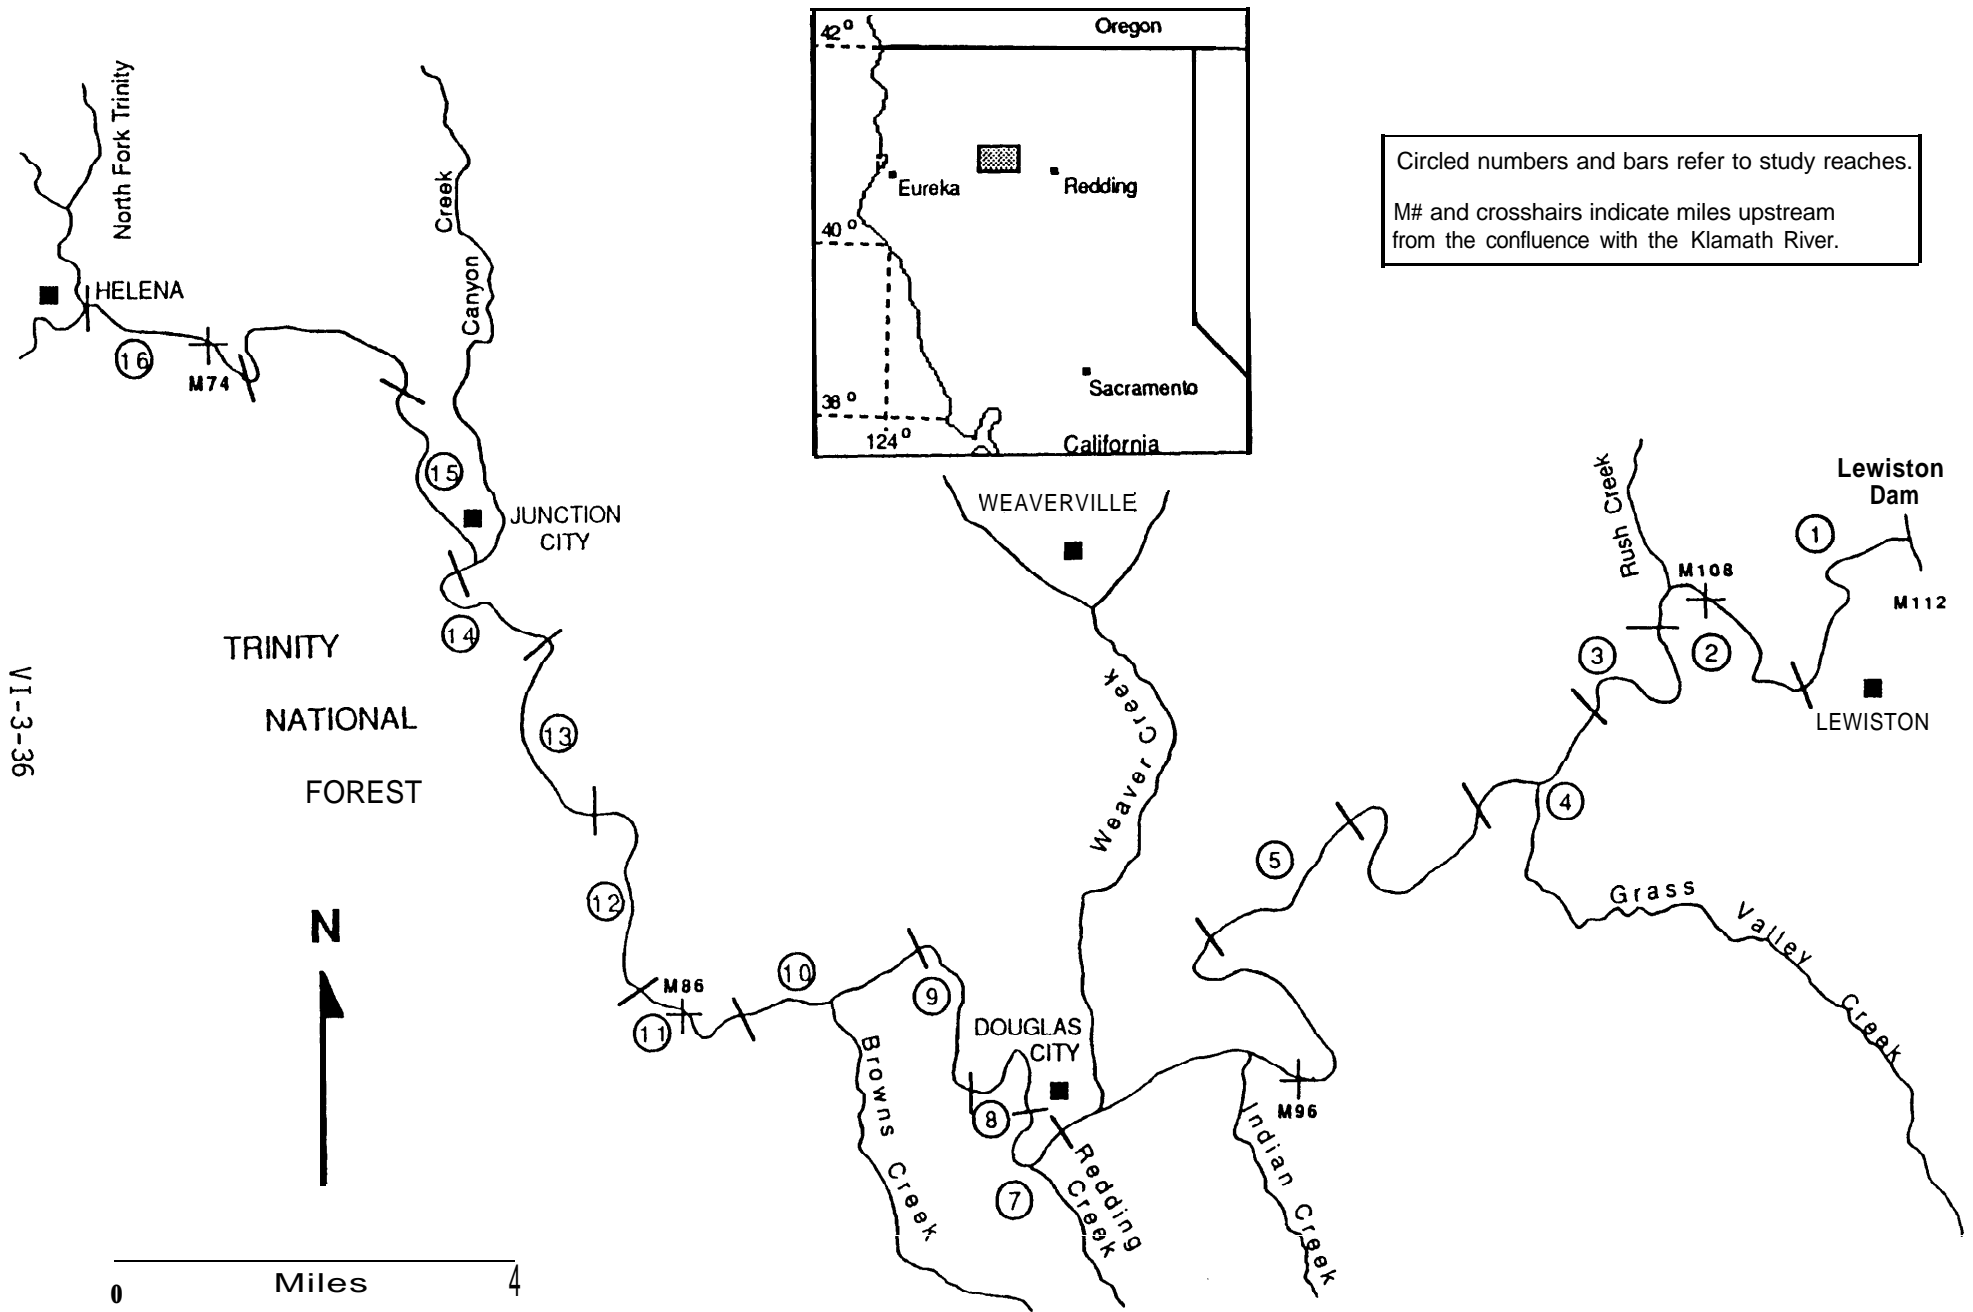 42°
Oregon
Eureka
Redding
40°
38°
124°
Sacramento
California
Circled numbers and bars refer to study reaches.
M# and crosshairs indicate miles upstream
from the confluence with the Klamath River.
North Fork Trinity
Canyon Creek
HELENA
16
M74
15
JUNCTION
CITY
14
13
12
11
M86
10
9
8
7
TRINITY
NATIONAL
FOREST
N
WEAVERVILLE
Weaver Creek
DOUGLAS
CITY
Browns Creek
Redding
Creek
Indian Creek
M96
5
4
Grass Valley Creek
3
2
M108
Rush Creek
1
Lewiston
Dam
M112
LEWISTON
0
Miles
4
VI-3-36